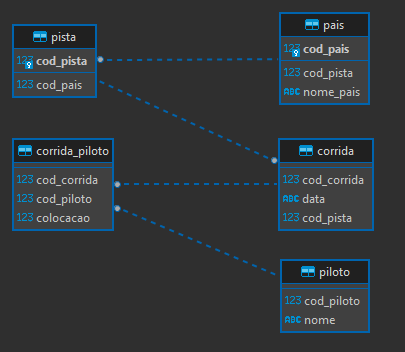 pista
123 cod_pista
123 cod_pais
pais
123 cod_pais
123 cod_pista
ABC nome_pais
corrida_piloto
123 cod_corrida
123 cod_piloto
123 colocacao
corrida
123 cod_corrida
ABC data
123 cod_pista
piloto
123 cod_piloto
ABC nome